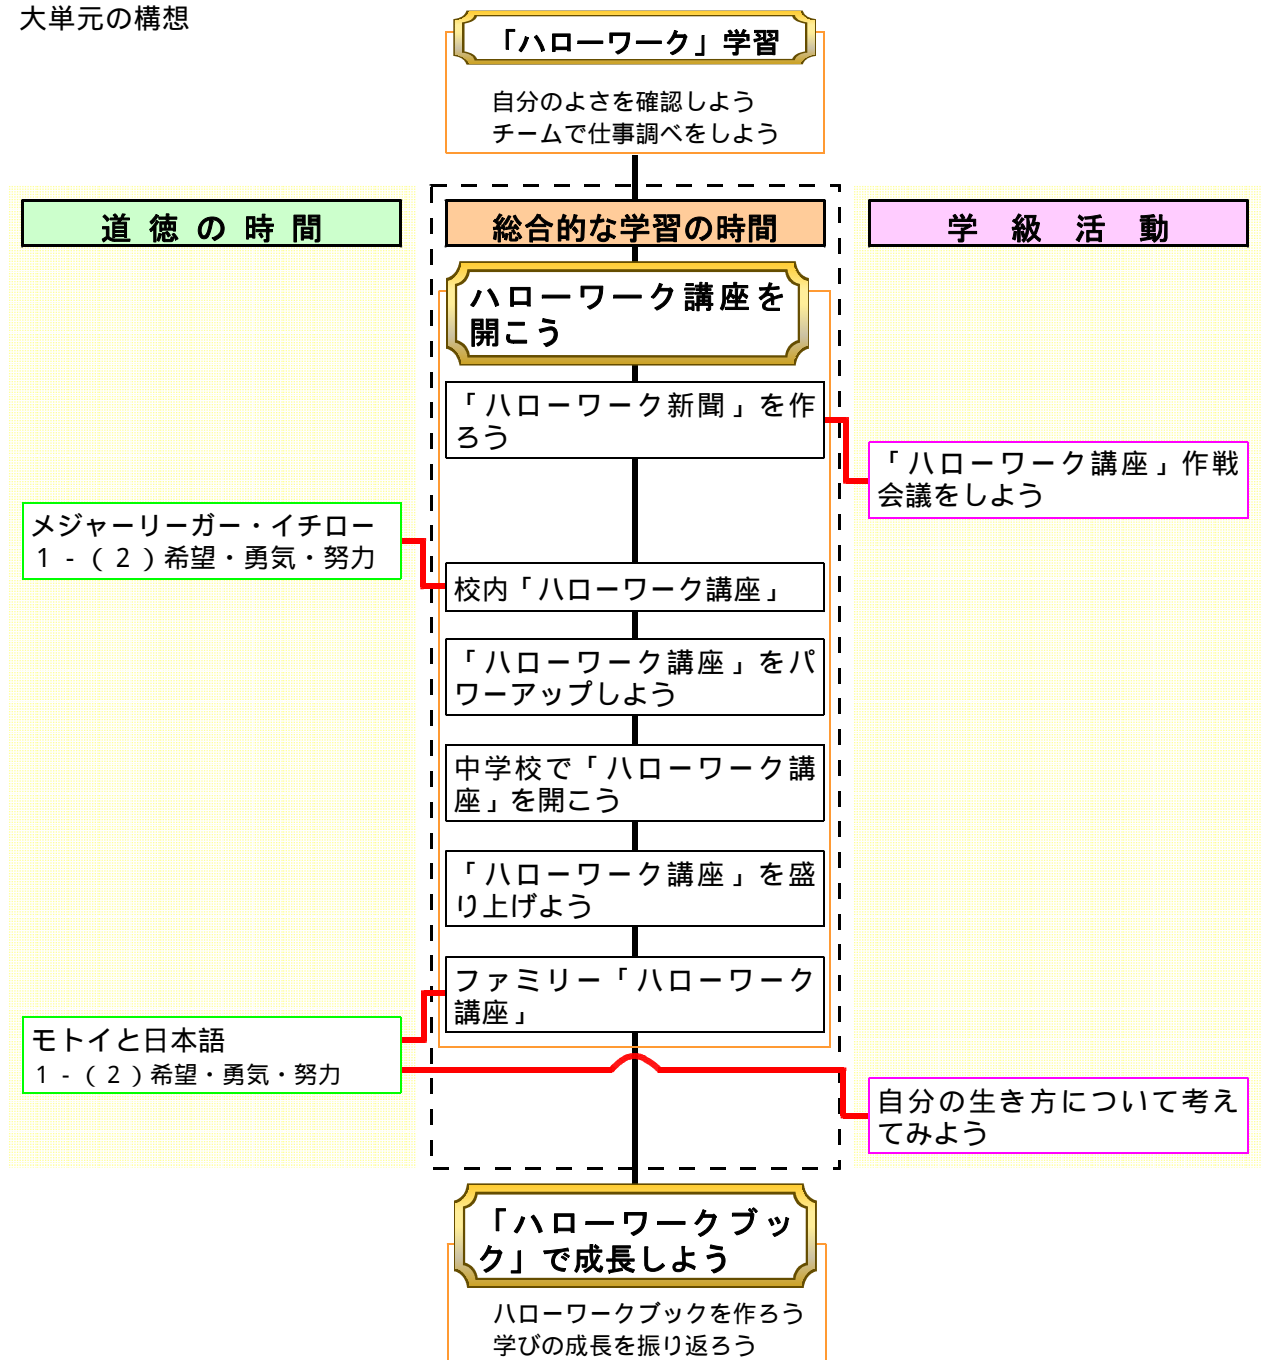 大単元の構想
「ハローワーク」学習
自分のよさを確認しよう
チームで仕事調べをしよう
道徳の時間
総合的な学習の時間
学級活動
ハローワーク講座を
開こう
「ハローワーク新聞」を作
ろう
「ハローワーク講座」作戦
会議をしよう
メジャーリーガー・イチロー
1-(2)希望・勇気・努力
校内「ハローワーク講座」
「ハローワーク講座」をパ
ワーアップしよう
中学校で「ハローワーク講
座」を開こう
「ハローワーク講座」を盛
り上げよう
ファミリー「ハローワーク
講座」
モトイと日本語
1-(2)希望・勇気・努力
自分の生き方について考え
てみよう
「ハローワークブッ
ク」で成長しよう
ハローワークブックを作ろう
学びの成長を振り返ろう